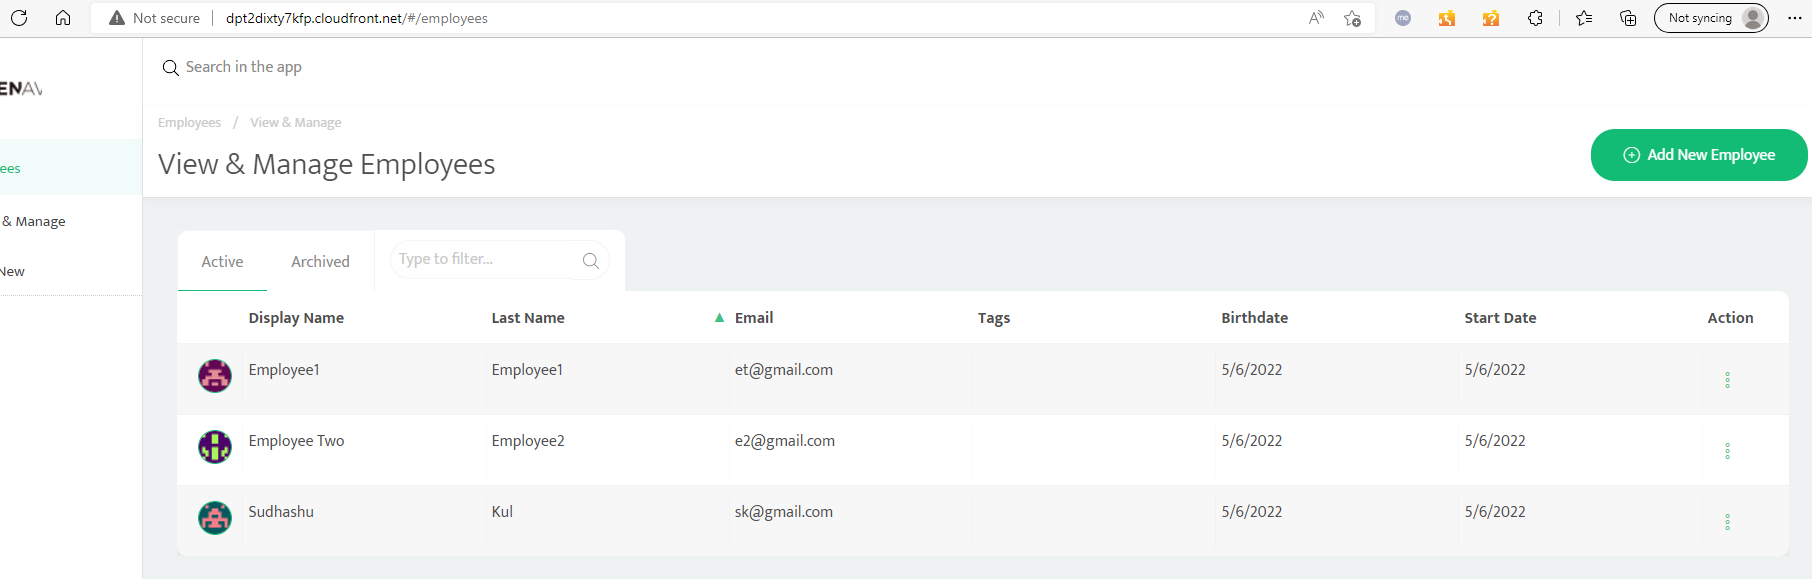 Not secure dpt2dixty7kfp.cloudfront.net/#/employees Not syncing
Search in the app
Employees / View & Manage
View & Manage Employees
Add New Employee
ees
& Manage
New
Active Archived Type to filter...
Display Name Last Name Email Tags Birthdate Start Date Action
Employee1 Employee1 et@gmail.com 5/6/2022 5/6/2022
Employee Two Employee2 e2@gmail.com 5/6/2022 5/6/2022
Sudhashu Kul sk@gmail.com 5/6/2022 5/6/2022